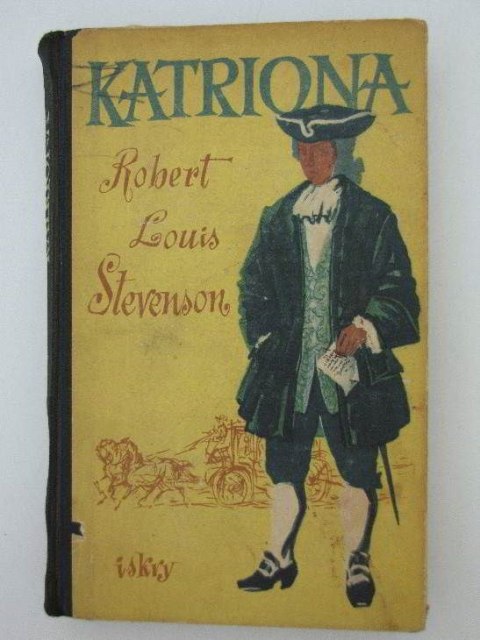 KATRIONA
Robert
Louis
Stevenson
iskry